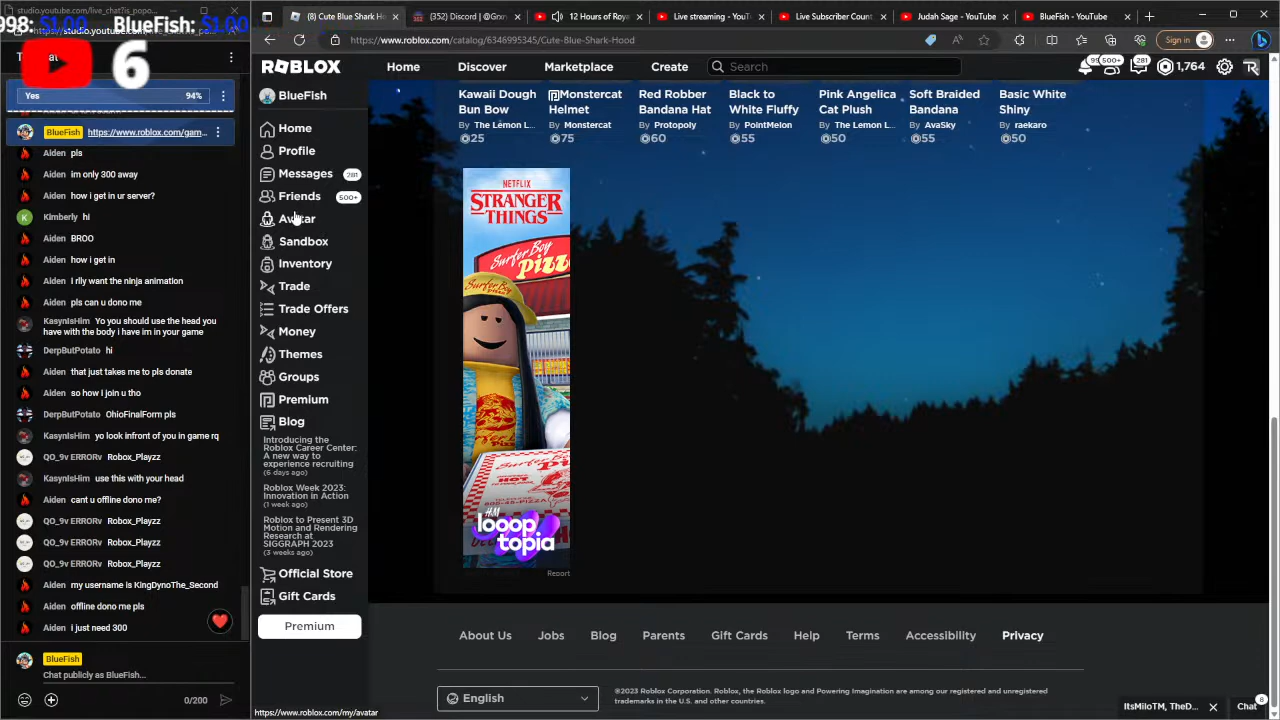 998: $1.00 BlueFish: $1.00
studio.youtube.com/live_chat?is_popo...
6
Yes 94%
BlueFish https://www.roblox.com/gam...
Aiden pls
Aiden im only 300 away
Aiden how i get in ur server?
K Kimberly hi
Aiden BROO
Aiden how i get in
Aiden i rlly want the ninja animation
Aiden pls can u dono me
KasynIsHim Yo you should use the head you
have with the body i have im in your game
DerpButPotato hi
Aiden that just takes me to pls donate
Aiden so how i join u tho
DerpButPotato OhioFinalForm pls
KasynIsHim yo look infront of you in game rq
QO_9v ERRORv Robox_Playzz
KasynIsHim use this with your head
Aiden cant u offline dono me?
QO_9v ERRORv Robox_Playzz
QO_9v ERRORv Robox_Playzz
QO_9v ERRORv Robox_Playzz
Aiden my username is KingDynoThe_Second
Aiden offline dono me pls
Aiden i just need 300
BlueFish
Chat publicly as BlueFish...
0/200
(8) Cute Blue Shark H
(352) Discord | @Gno
12 Hours of Roya
Live streaming - YouT
Live Subscriber Count
Judah Sage - YouTube
BlueFish - YouTube
https://www.roblox.com/catalog/6346995345/Cute-Blue-Shark-Hood
Sign in
ROBLOX Home Discover Marketplace Create Search 500+ 281 1,764
BlueFish
Home
Profile
Messages 281
Friends 500+
Avatar
Sandbox
Inventory
Trade
Trade Offers
Money
Themes
Groups
Premium
Blog
Introducing the
Roblox Career Center:
A new way to
experience recruiting
(6 days ago)
Roblox Week 2023:
Innovation in Action
(1 week ago)
Roblox to Present 3D
Motion and Rendering
Research at
SIGGRAPH 2023
(3 weeks ago)
Official Store
Gift Cards
Premium
https://www.roblox.com/my/avatar
Kawaii Dough
By The Lemon L...
25
Monstercat
Helmet
By Monstercat
75
Red Robber
Bandana Hat
By Protopoly
60
Black to
White Fluffy
By PointMelon
55
Pink Angelica
Cat Plush
By The Lemon L...
50
Soft Braided
Bandana
By AvaSky
55
Basic White
Shiny
By raekaro
50
NETFLIX
STRANGER
THINGS
Surfer Boy
Pizz
H&M
looop
topia
Report
About Us Jobs Blog Parents Gift Cards Help Terms Accessibility Privacy
English
©2023 Roblox Corporation. Roblox, the Roblox logo and Powering Imagination are among our registered and unregistered
trademarks in the U.S. and other countries.
ItsMiloTM, TheD... Chat 8